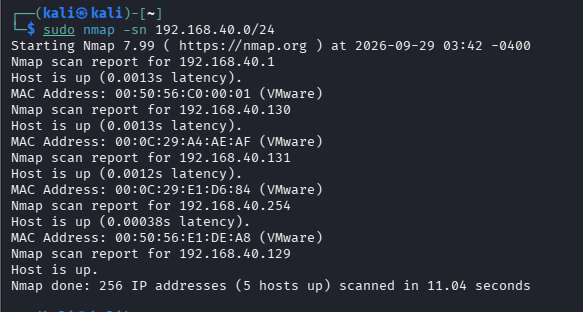 ┌──(kali㉿kali)-[~]
└─$ sudo nmap -sn 192.168.40.0/24
Starting Nmap 7.99 ( https://nmap.org ) at 2026-09-29 03:42 -0400
Nmap scan report for 192.168.40.1
Host is up (0.0013s latency).
MAC Address: 00:50:56:C0:00:01 (VMware)
Nmap scan report for 192.168.40.130
Host is up (0.0013s latency).
MAC Address: 00:0C:29:A4:AE:AF (VMware)
Nmap scan report for 192.168.40.131
Host is up (0.0012s latency).
MAC Address: 00:0C:29:E1:D6:84 (VMware)
Nmap scan report for 192.168.40.254
Host is up (0.00038s latency).
MAC Address: 00:50:56:E1:DE:A8 (VMware)
Nmap scan report for 192.168.40.129
Host is up.
Nmap done: 256 IP addresses (5 hosts up) scanned in 11.04 seconds